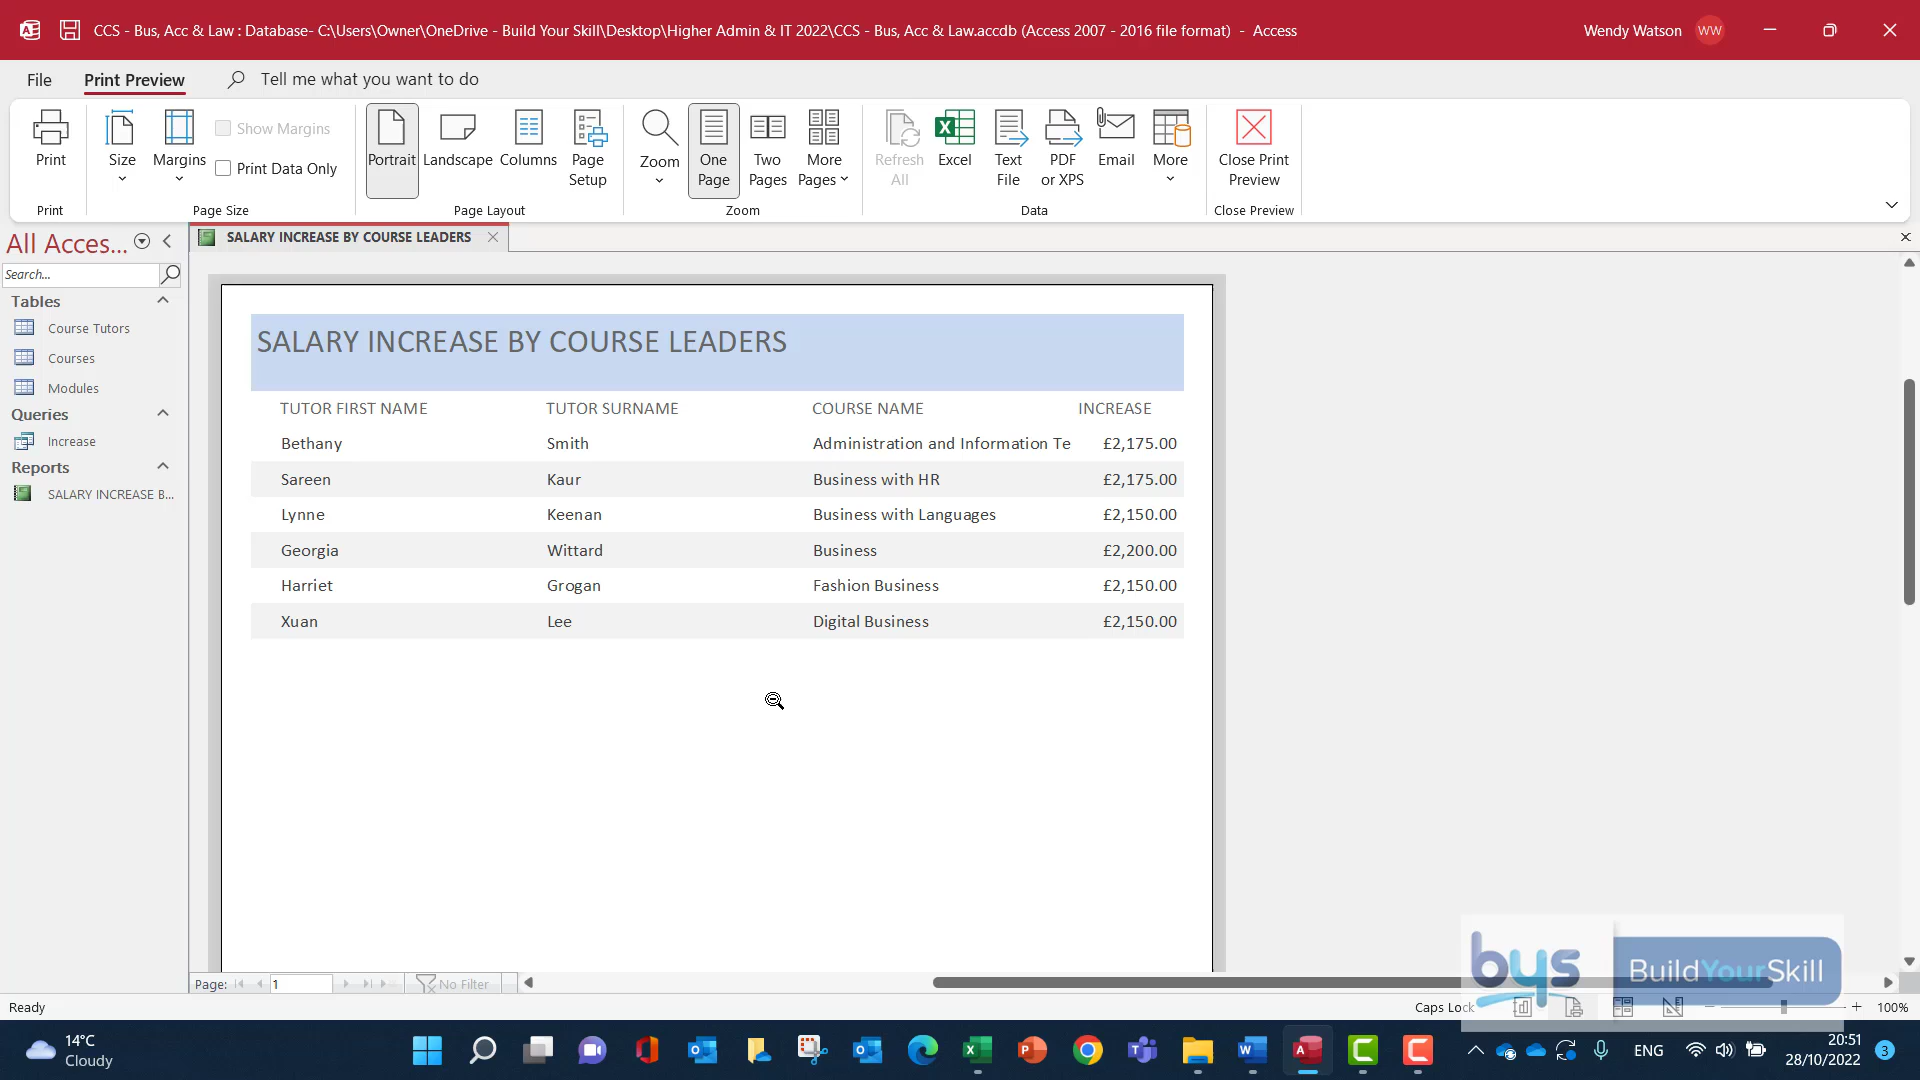 CCS - Bus, Acc & Law : Database- C:\Users\Owner\OneDrive - Build Your Skill\Desktop\Higher Admin & IT 2022\CCS - Bus, Acc & Law.accdb (Access 2007 - 2016 file format) - Access
Wendy Watson WW
File Print Preview Tell me what you want to do
Print
Size
Margins
Show Margins
Print Data Only
Portrait
Landscape
Columns
Page Setup
Zoom
One Page
Two Pages
More Pages
Refresh All
Excel
Text File
PDF or XPS
Email
More
Close Print Preview
Print Page Size Page Layout Zoom Data Close Preview
All Acces...
SALARY INCREASE BY COURSE LEADERS
Search...
Tables
Course Tutors
Courses
Modules
Queries
Increase
Reports
SALARY INCREASE B...
SALARY INCREASE BY COURSE LEADERS
TUTOR FIRST NAME TUTOR SURNAME COURSE NAME INCREASE
Bethany Smith Administration and Information Te £2,175.00
Sareen Kaur Business with HR £2,175.00
Lynne Keenan Business with Languages £2,150.00
Georgia Wittard Business £2,200.00
Harriet Grogan Fashion Business £2,150.00
Xuan Lee Digital Business £2,150.00
bys BuildYourSkill
Page: 1 No Filter
Ready Caps Lock 100%
14°C
Cloudy
ENG
20:51
28/10/2022
3